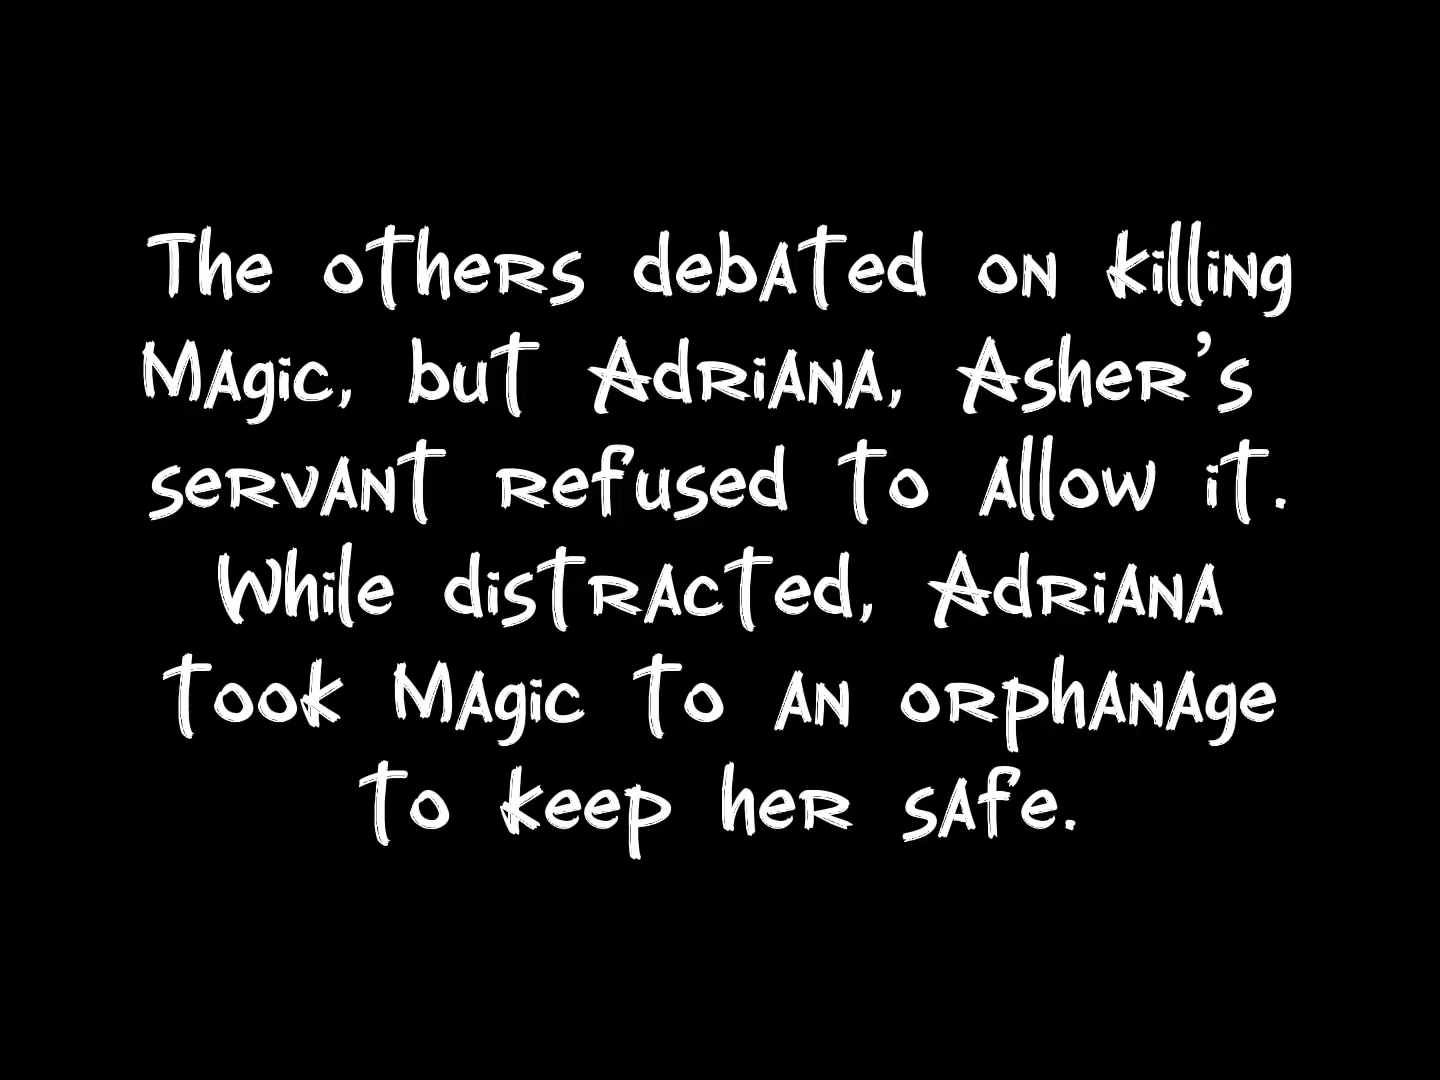 The others debated on killing
Magic, but Adriana, Asher’s
servant refused to allow it.
While distracted, Adriana
took Magic to an orphanage
to keep her safe.